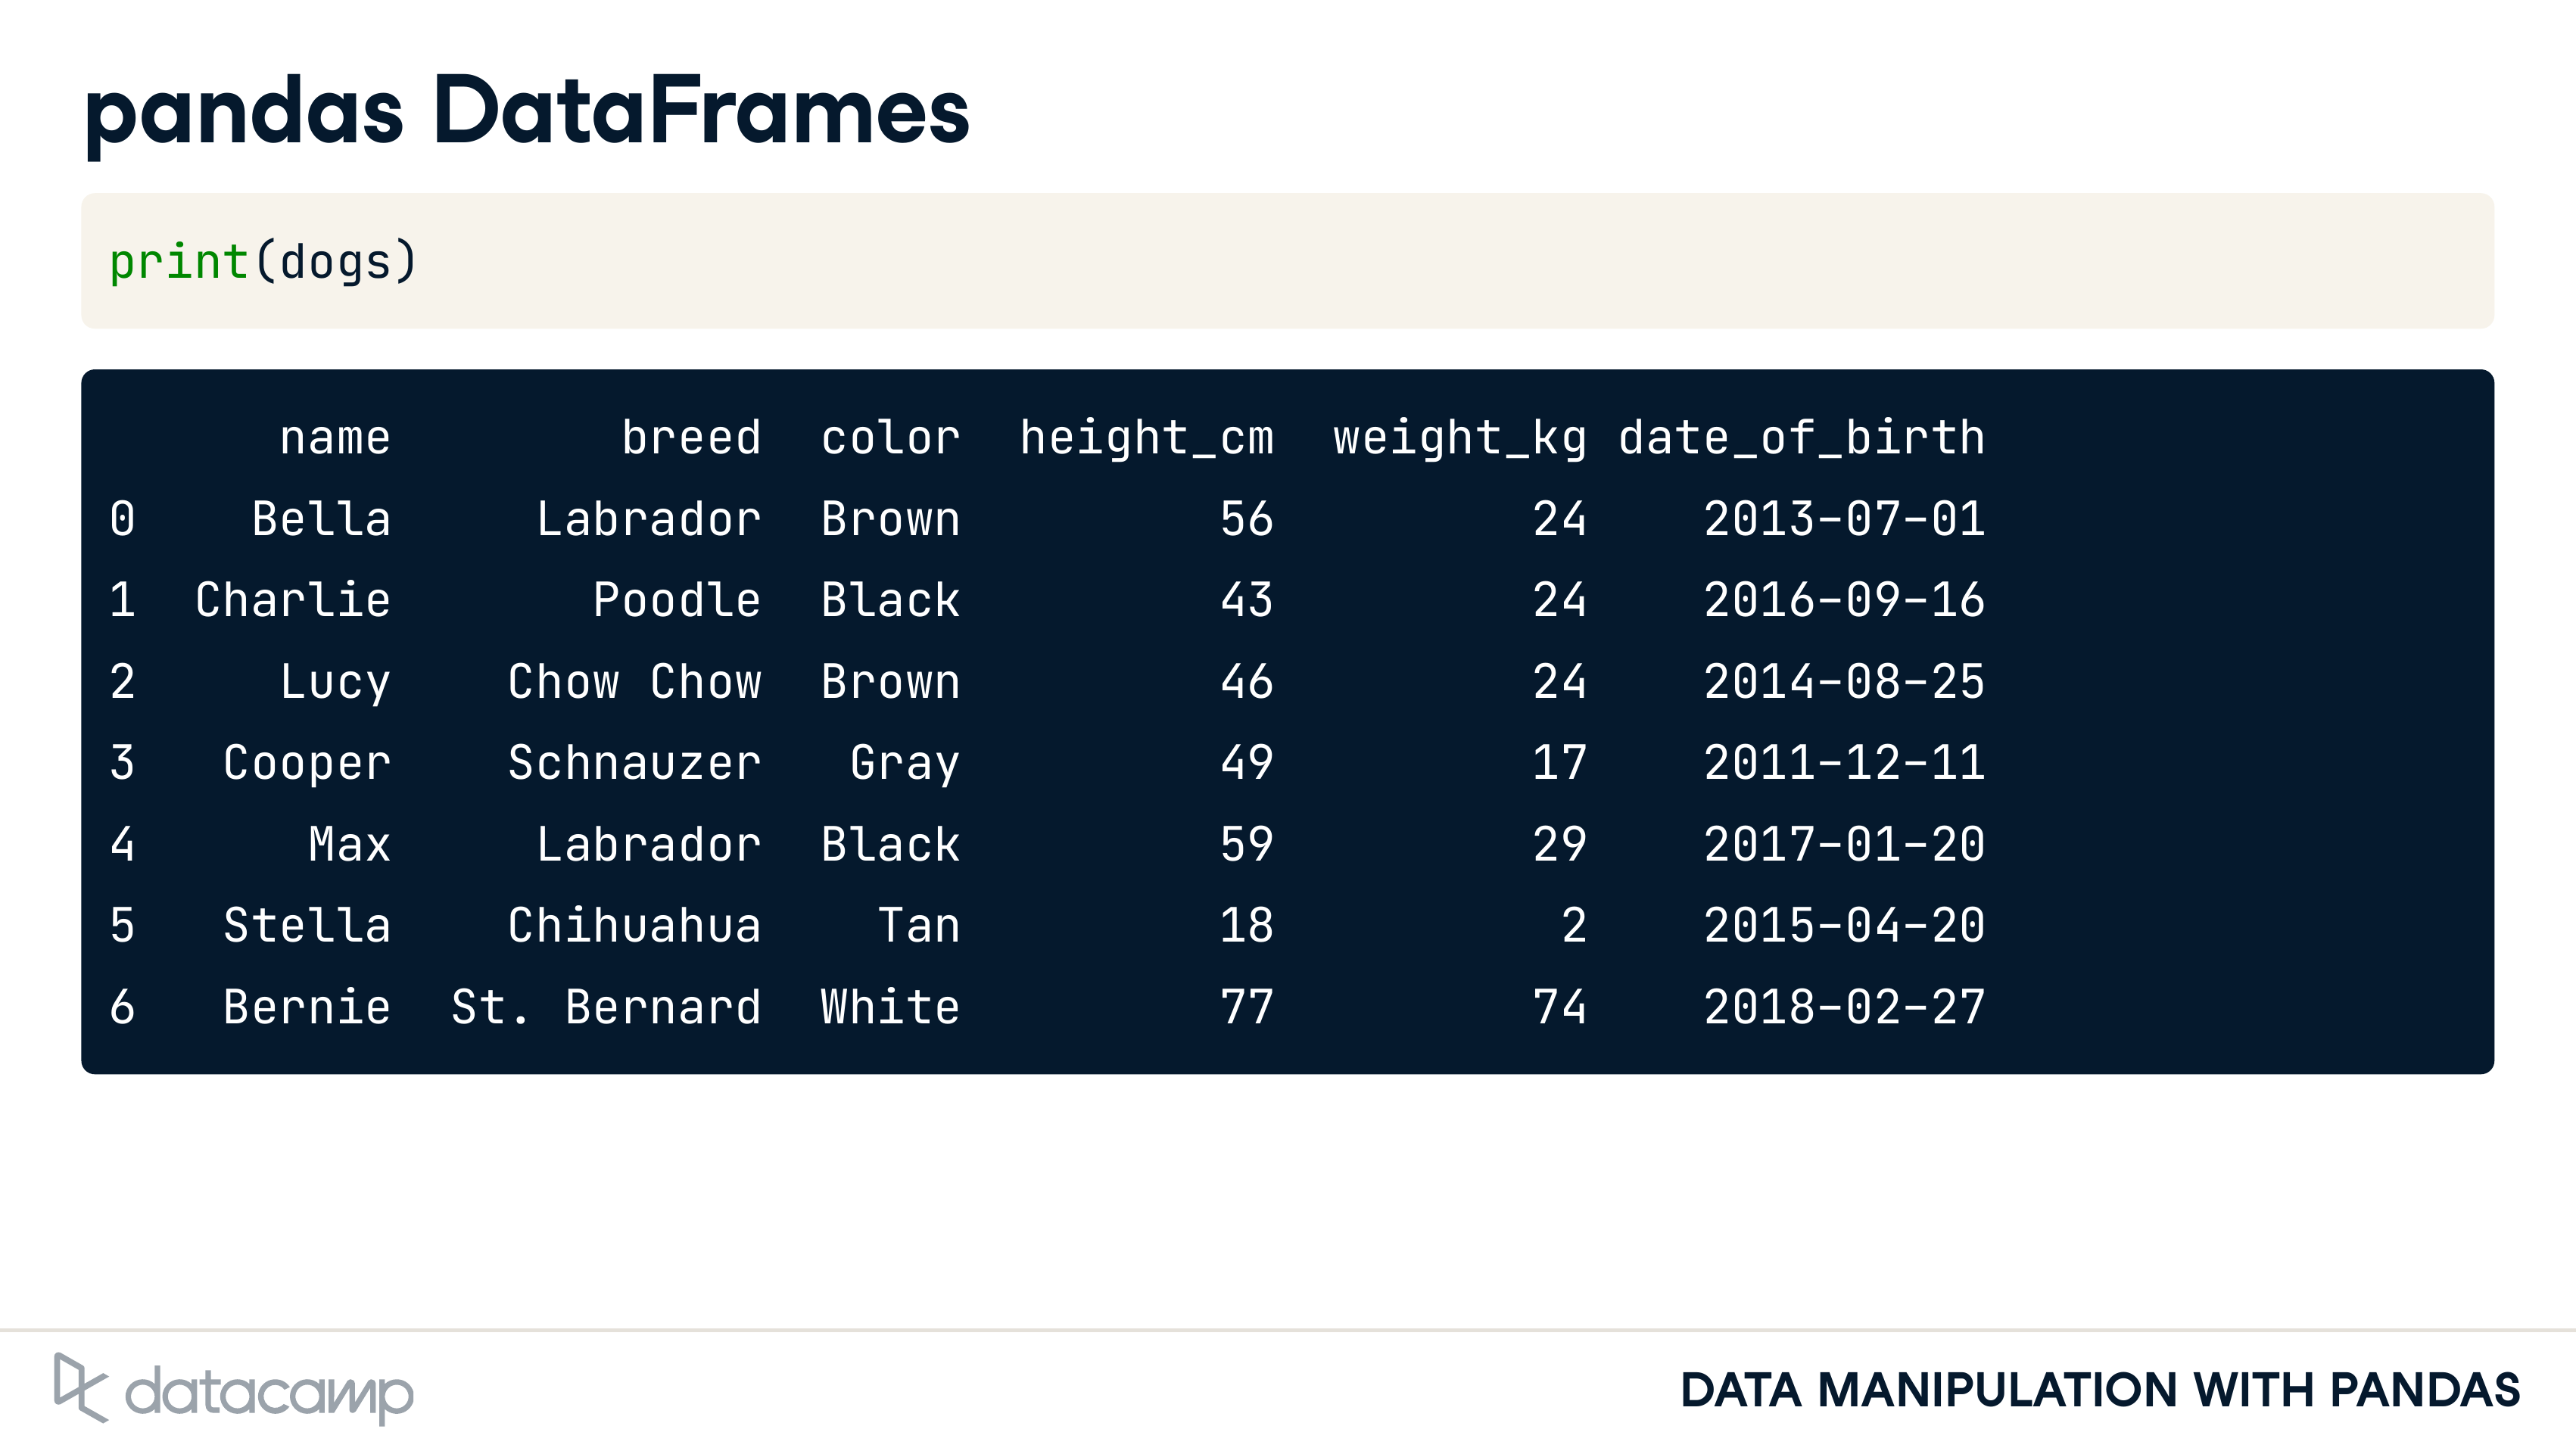 pandas DataFrames
print(dogs)
name breed color height_cm weight_kg date_of_birth
0 Bella Labrador Brown 56 24 2013-07-01
1 Charlie Poodle Black 43 24 2016-09-16
2 Lucy Chow Chow Brown 46 24 2014-08-25
3 Cooper Schnauzer Gray 49 17 2011-12-11
4 Max Labrador Black 59 29 2017-01-20
5 Stella Chihuahua Tan 18 2 2015-04-20
6 Bernie St. Bernard White 77 74 2018-02-27
datacamp
DATA MANIPULATION WITH PANDAS